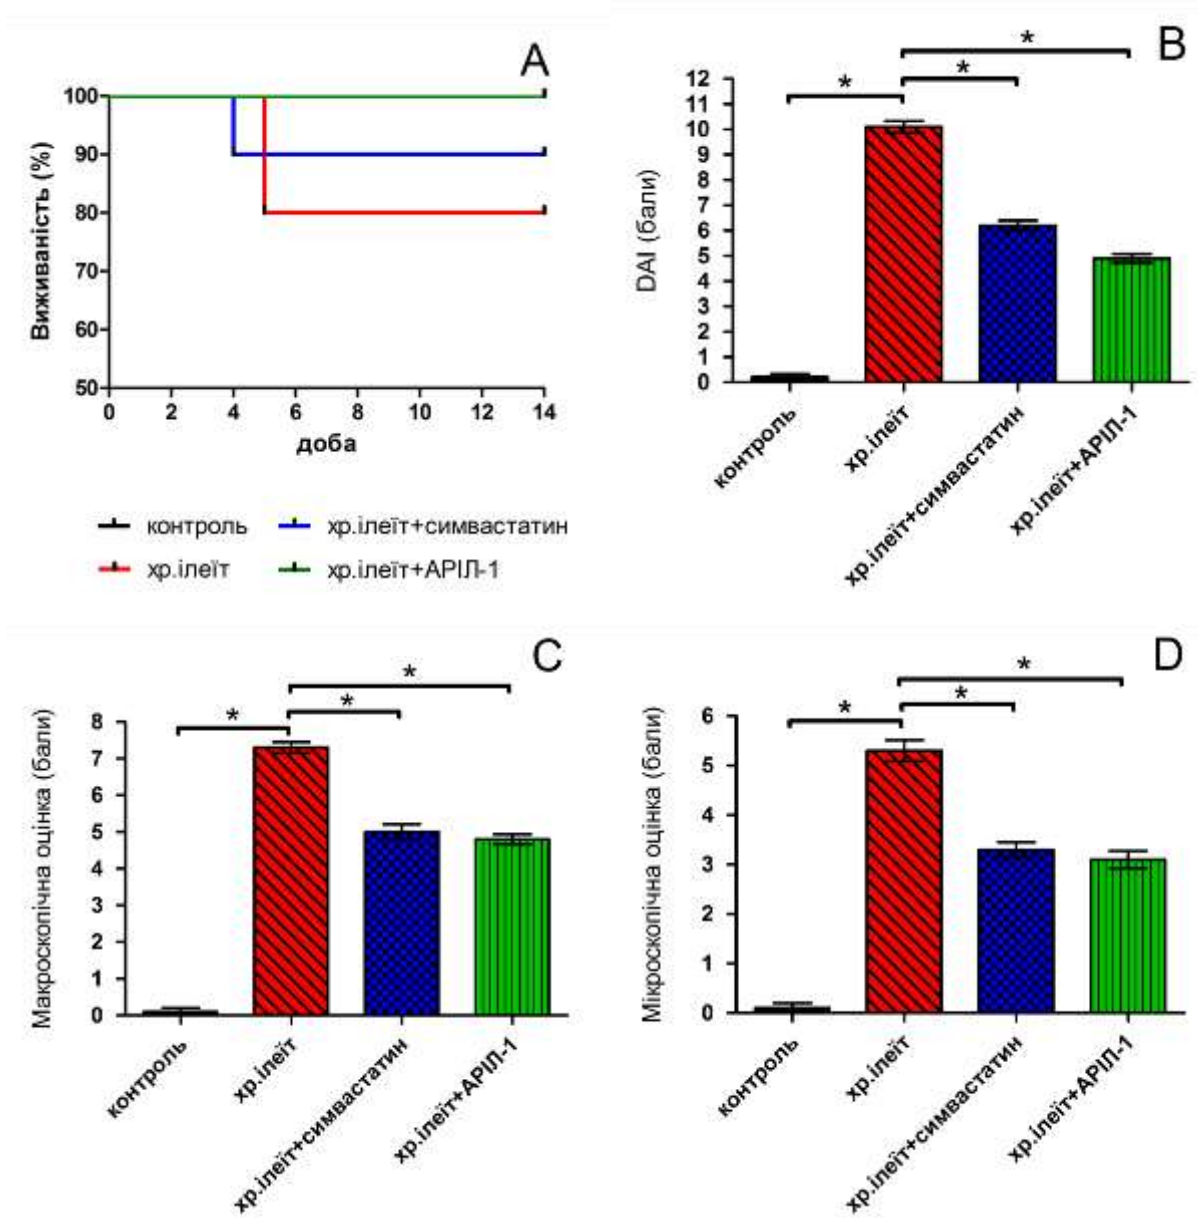 A
Виживаність (%)
100
90
80
70
60
50
0 2 4 6 8 10 12 14
доба
контроль
хр.ілеїт+симвастатин
хр.ілеїт
хр.ілеїт+АРІЛ-1
B
* * *
DAI (бали)
12
11
10
9
8
7
6
5
4
3
2
1
0
контроль
хр.ілеїт
хр.ілеїт+симвастатин
хр.ілеїт+АРІЛ-1
C
* * *
Макроскопічна оцінка (бали)
8
7
6
5
4
3
2
1
0
контроль
хр.ілеїт
хр.ілеїт+симвастатин
хр.ілеїт+АРІЛ-1
D
* * *
Мікроскопічна оцінка (бали)
6
5
4
3
2
1
0
контроль
хр.ілеїт
хр.ілеїт+симвастатин
хр.ілеїт+АРІЛ-1